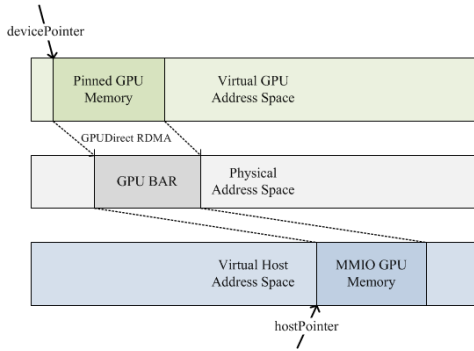 devicePointer
Pinned GPU
Memory
Virtual GPU
Address Space
GPUDirect RDMA
GPU BAR
Physical
Address Space
Virtual Host
Address Space
MMIO GPU
Memory
hostPointer